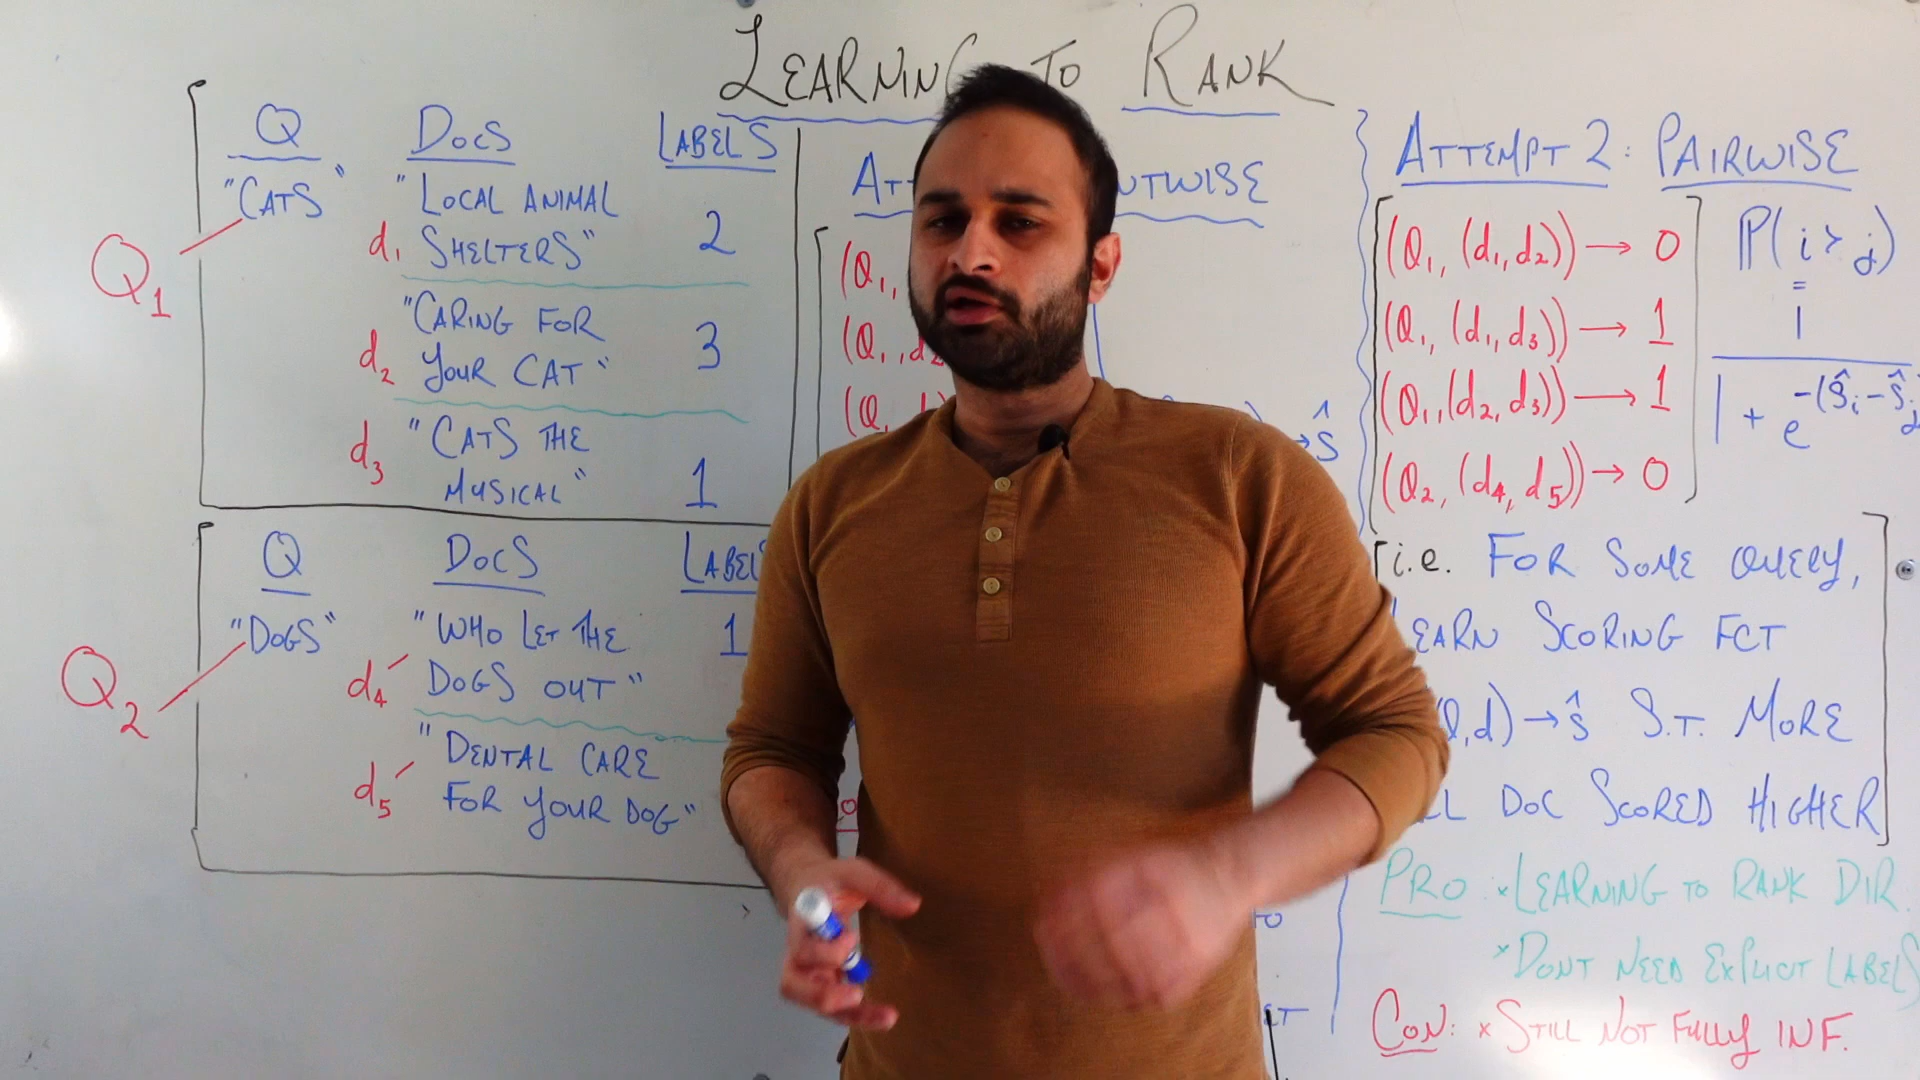 LEARNING TO RANK
Q DOCS LABELS
"CATS"
Q1
d1 "LOCAL ANIMAL
SHELTERS" 2
d2 "CARING FOR
YOUR CAT" 3
d3 "CATS THE
MUSICAL" 1
Q DOCS LABEL
"DOGS"
Q2
d4 "WHO LET THE
DOGS OUT" 1
d5 "DENTAL CARE
FOR YOUR DOG"
(Q1,
(Q1, d2
(Q
→ ŝ
ATTEMPT 2: PAIRWISE
(Q1, (d1, d2)) → 0
(Q1, (d1, d3)) → 1
(Q1, (d2, d3)) → 1
(Q2, (d4, d5)) → 0
P(i > j)
=
1
1 + e -(ŝi - ŝj)
[i.e. FOR SOME QUERY,
LEARN SCORING FCT
Q,d) → ŝ S.T. MORE
DOC SCORED HIGHER]
PRO: × LEARNING TO RANK DIR.
× DONT NEED EXPLICIT LABELS
CON: × STILL NOT FULLY INF.